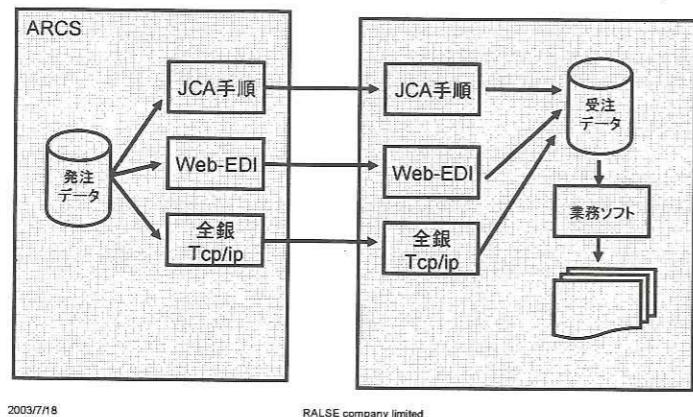 ARCS
発注
データ
JCA手順
Web-EDI
全銀
Tcp/ip
JCA手順
Web-EDI
全銀
Tcp/ip
受注
データ
業務ソフト
2003/7/18
RALSE company limited